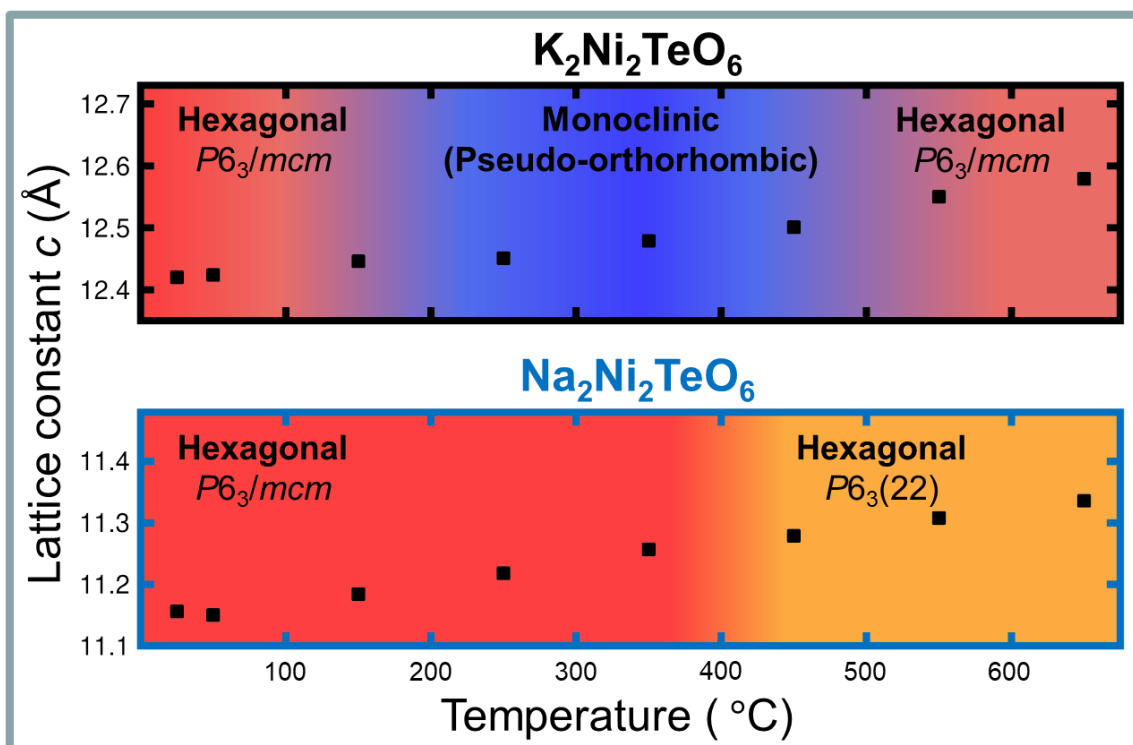 K₂Ni₂TeO₆
Lattice constant c (Å)
12.7
12.6
12.5
12.4
Hexagonal
P6₃/mcm
Monoclinic
(Pseudo-orthorhombic)
Hexagonal
P6₃/mcm
Na₂Ni₂TeO₆
11.4
11.3
11.2
11.1
Hexagonal
P6₃/mcm
Hexagonal
P6₃(22)
100 200 300 400 500 600
Temperature ( °C)